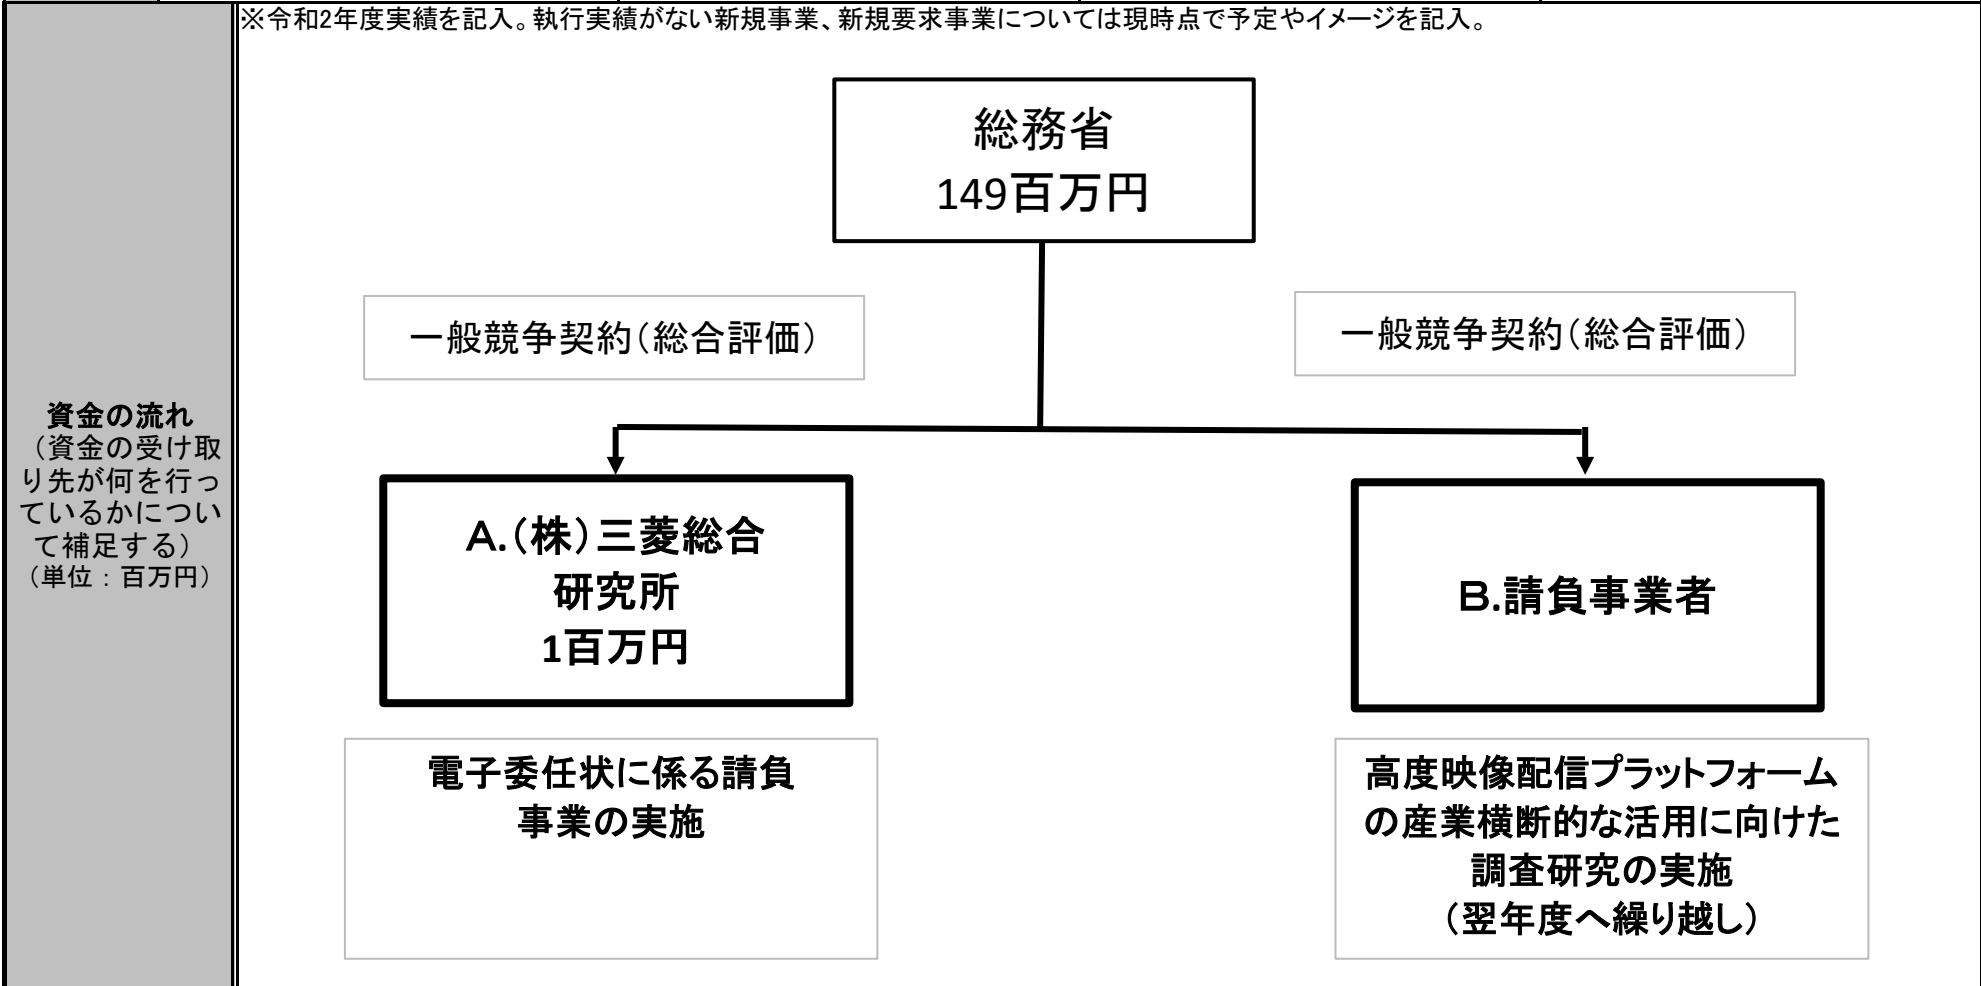 ※令和2年度実績を記入。執行実績がない新規事業、新規要求事業については現時点で予定やイメージを記入。
資金の流れ
（資金の受け取
り先が何を行っ
ているかについ
て補足する）
（単位：百万円）
総務省
149百万円
一般競争契約（総合評価）
一般競争契約（総合評価）
A.（株）三菱総合
研究所
1百万円
B.請負事業者
電子委任状に係る請負
事業の実施
高度映像配信プラットフォーム
の産業横断的な活用に向けた
調査研究の実施
（翌年度へ繰り越し）